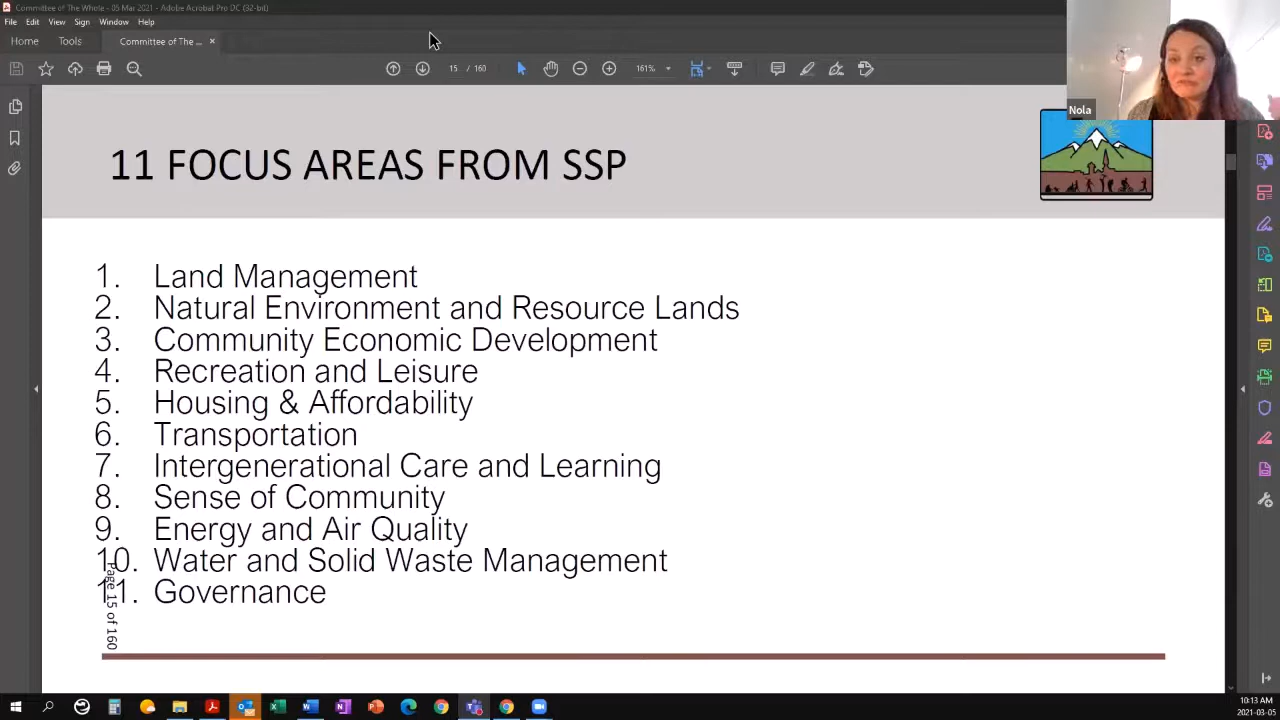 Committee Of The Whole - 05 Mar 2021 - Adobe Acrobat Pro DC (32-bit)
File Edit View Sign Window Help
Home Tools Committee of The ... ×
15 / 160 161%
Nola
11 FOCUS AREAS FROM SSP
1. Land Management
2. Natural Environment and Resource Lands
3. Community Economic Development
4. Recreation and Leisure
5. Housing & Affordability
6. Transportation
7. Intergenerational Care and Learning
8. Sense of Community
9. Energy and Air Quality
10. Water and Solid Waste Management
11. Governance
Page 15 of 160
10:13 AM
2021-03-05